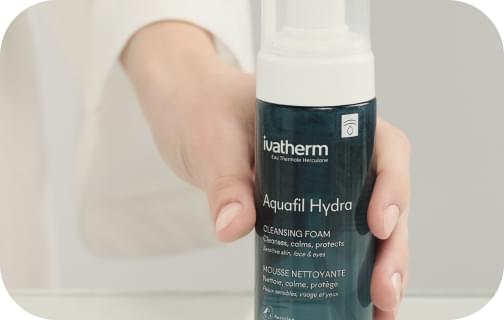 ivatherm
Eau Thermale Herculane
Aquafil Hydra
CLEANSING FOAM
Cleanses, calms, protects
Sensitive skin, face & eyes
MOUSSE NETTOYANTE
Nettoie, calme, protège
Peaux sensibles, visage et yeux